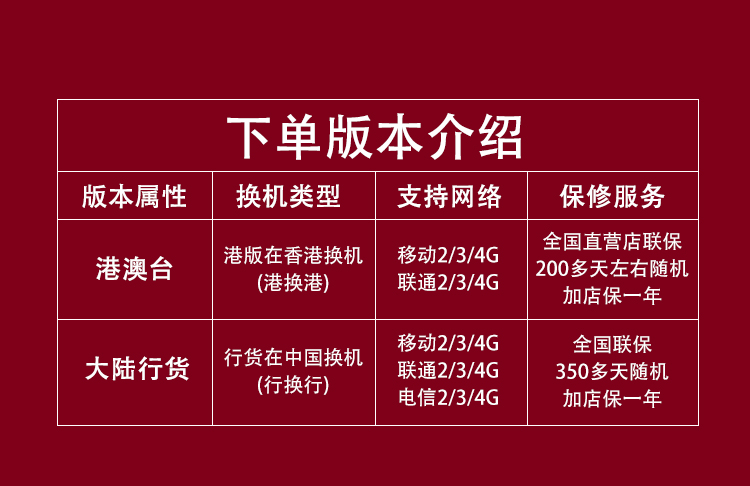 下单版本介绍
版本属性 换机类型 支持网络 保修服务
港澳台
港版在香港换机
(港换港)
移动2/3/4G
联通2/3/4G
全国直营店联保
200多天左右随机
加店保一年
大陆行货
行货在中国换机
(行换行)
移动2/3/4G
联通2/3/4G
电信2/3/4G
全国联保
350多天随机
加店保一年